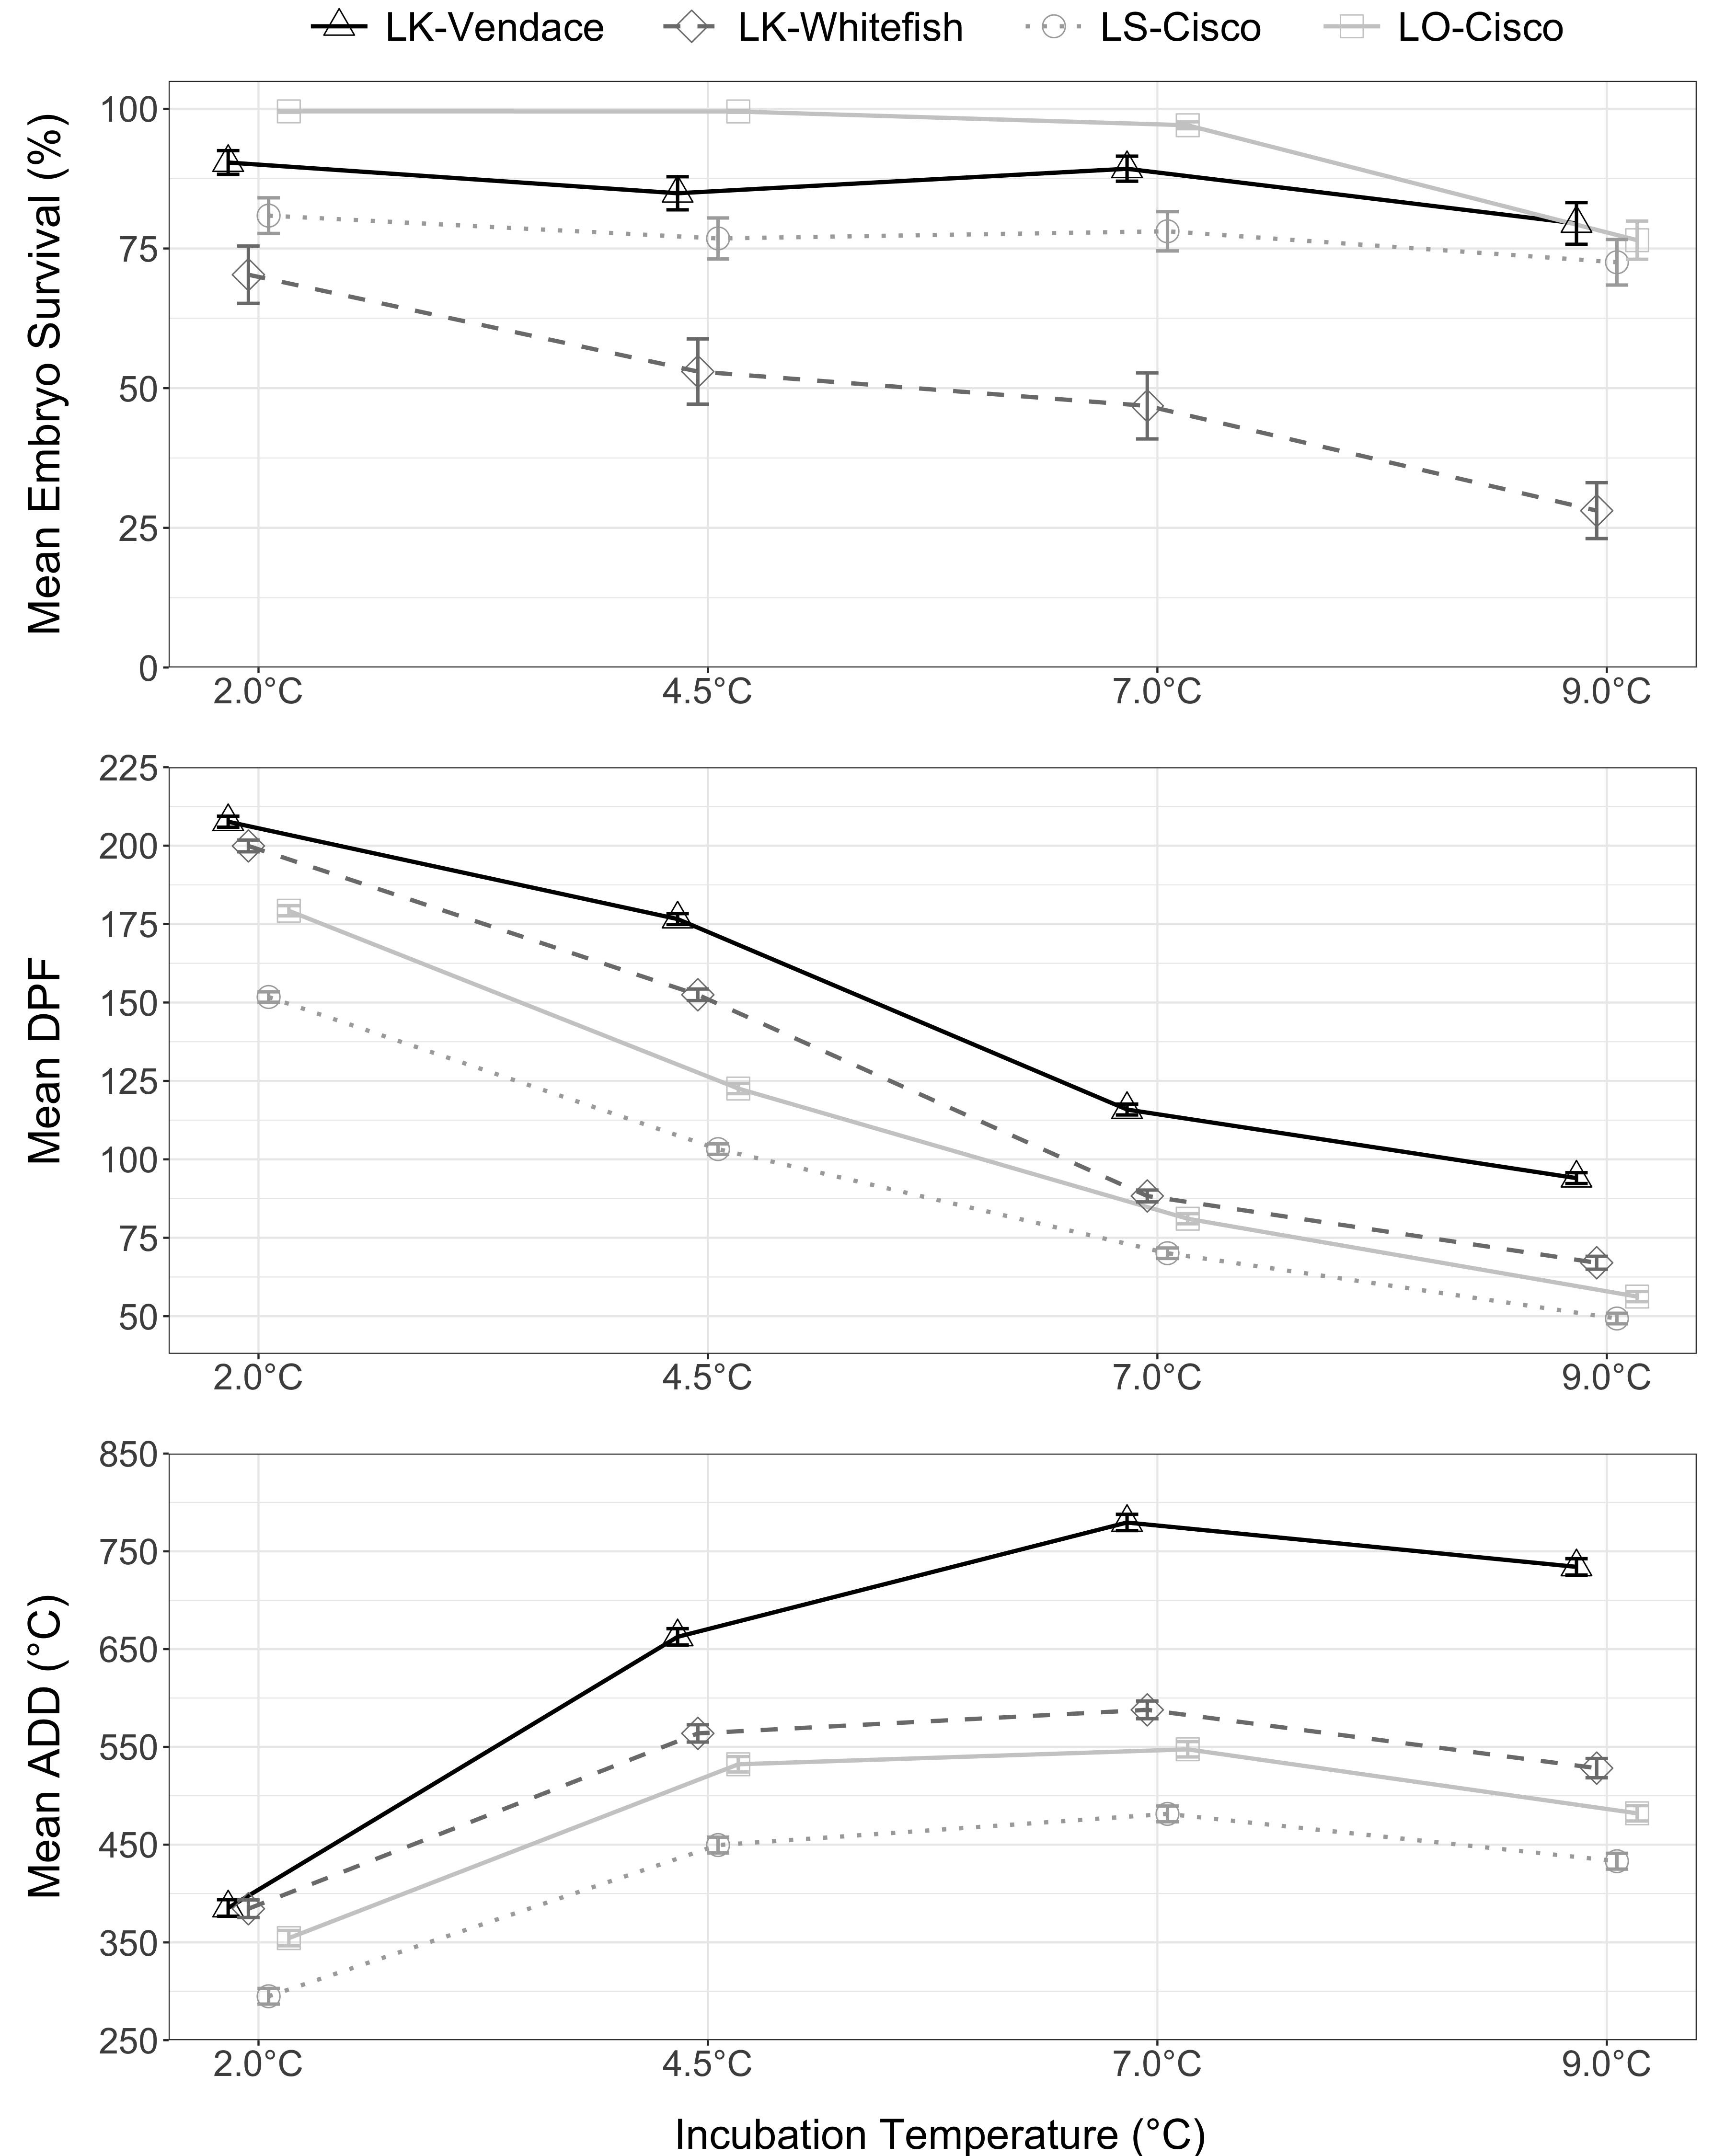 LK-Vendace LK-Whitefish LS-Cisco LO-Cisco
Mean Embryo Survival (%)
100
75
50
25
0
2.0°C 4.5°C 7.0°C 9.0°C
Mean DPF
225
200
175
150
125
100
75
50
2.0°C 4.5°C 7.0°C 9.0°C
Mean ADD (°C)
850
750
650
550
450
350
250
2.0°C 4.5°C 7.0°C 9.0°C
Incubation Temperature (°C)